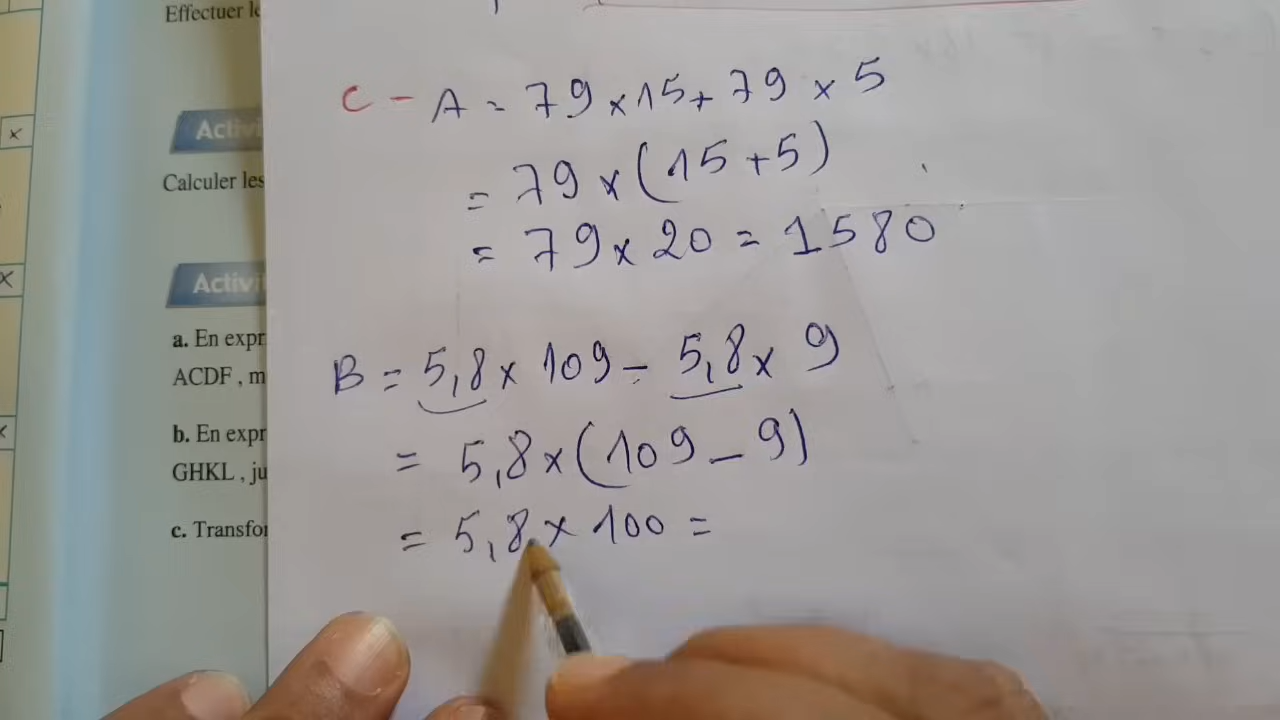 Effectuer le
Activi
Calculer les
Activi
a. En expr
ACDF , m
b. En expr
GHKL , ju
c. Transfor
C - A = 79 x 15 + 79 x 5
= 79 x (15 + 5)
= 79 x 20 = 1580
B = 5,8 x 109 - 5,8 x 9
= 5,8 x (109 - 9)
= 5,8 x 100 =